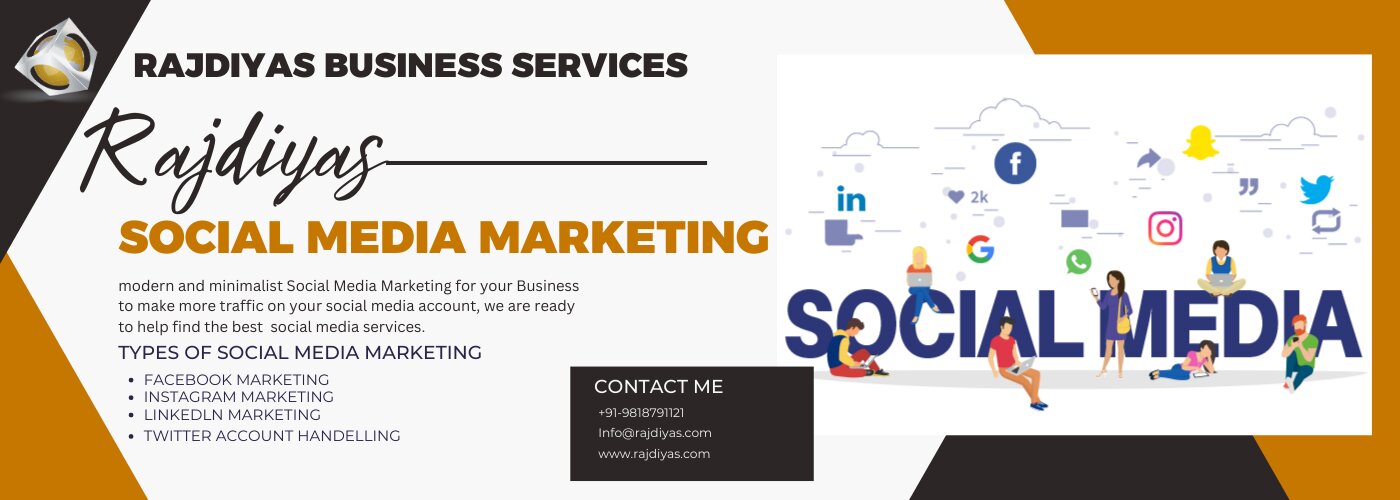 RAJDIYAS BUSINESS SERVICES
Rajdiyas
SOCIAL MEDIA MARKETING
modern and minimalist Social Media Marketing for your Business
to make more traffic on your social media account, we are ready
to help find the best  social media services.
TYPES OF SOCIAL MEDIA MARKETING
• FACEBOOK MARKETING
• INSTAGRAM MARKETING
• LINKEDLN MARKETING
• TWITTER ACCOUNT HANDELLING
CONTACT ME
+91-9818791121
Info@rajdiyas.com
www.rajdiyas.com
f
in
2k
G
SOCIAL MEDIA